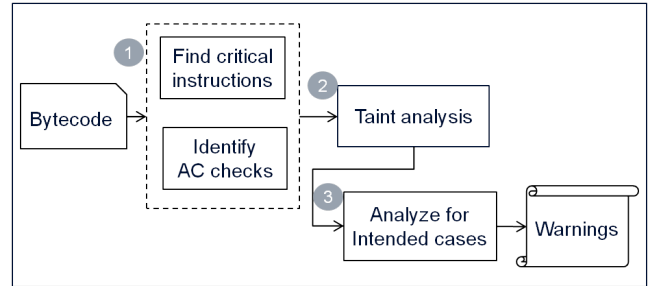 1
Find critical
instructions
2
Bytecode
Taint analysis
Identify
AC checks
3
Analyze for
Intended cases
Warnings